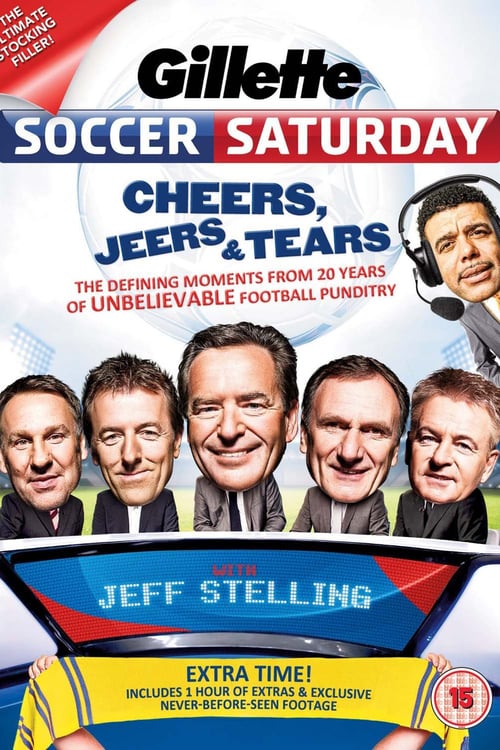 THE
ULTIMATE
STOCKING
FILLER!
Gillette
SOCCER SATURDAY
CHEERS,
JEERS & TEARS
THE DEFINING MOMENTS FROM 20 YEARS
OF UNBELIEVABLE FOOTBALL PUNDITRY
WITH
JEFF STELLING
EXTRA TIME!
INCLUDES 1 HOUR OF EXTRAS & EXCLUSIVE
NEVER-BEFORE-SEEN FOOTAGE
15